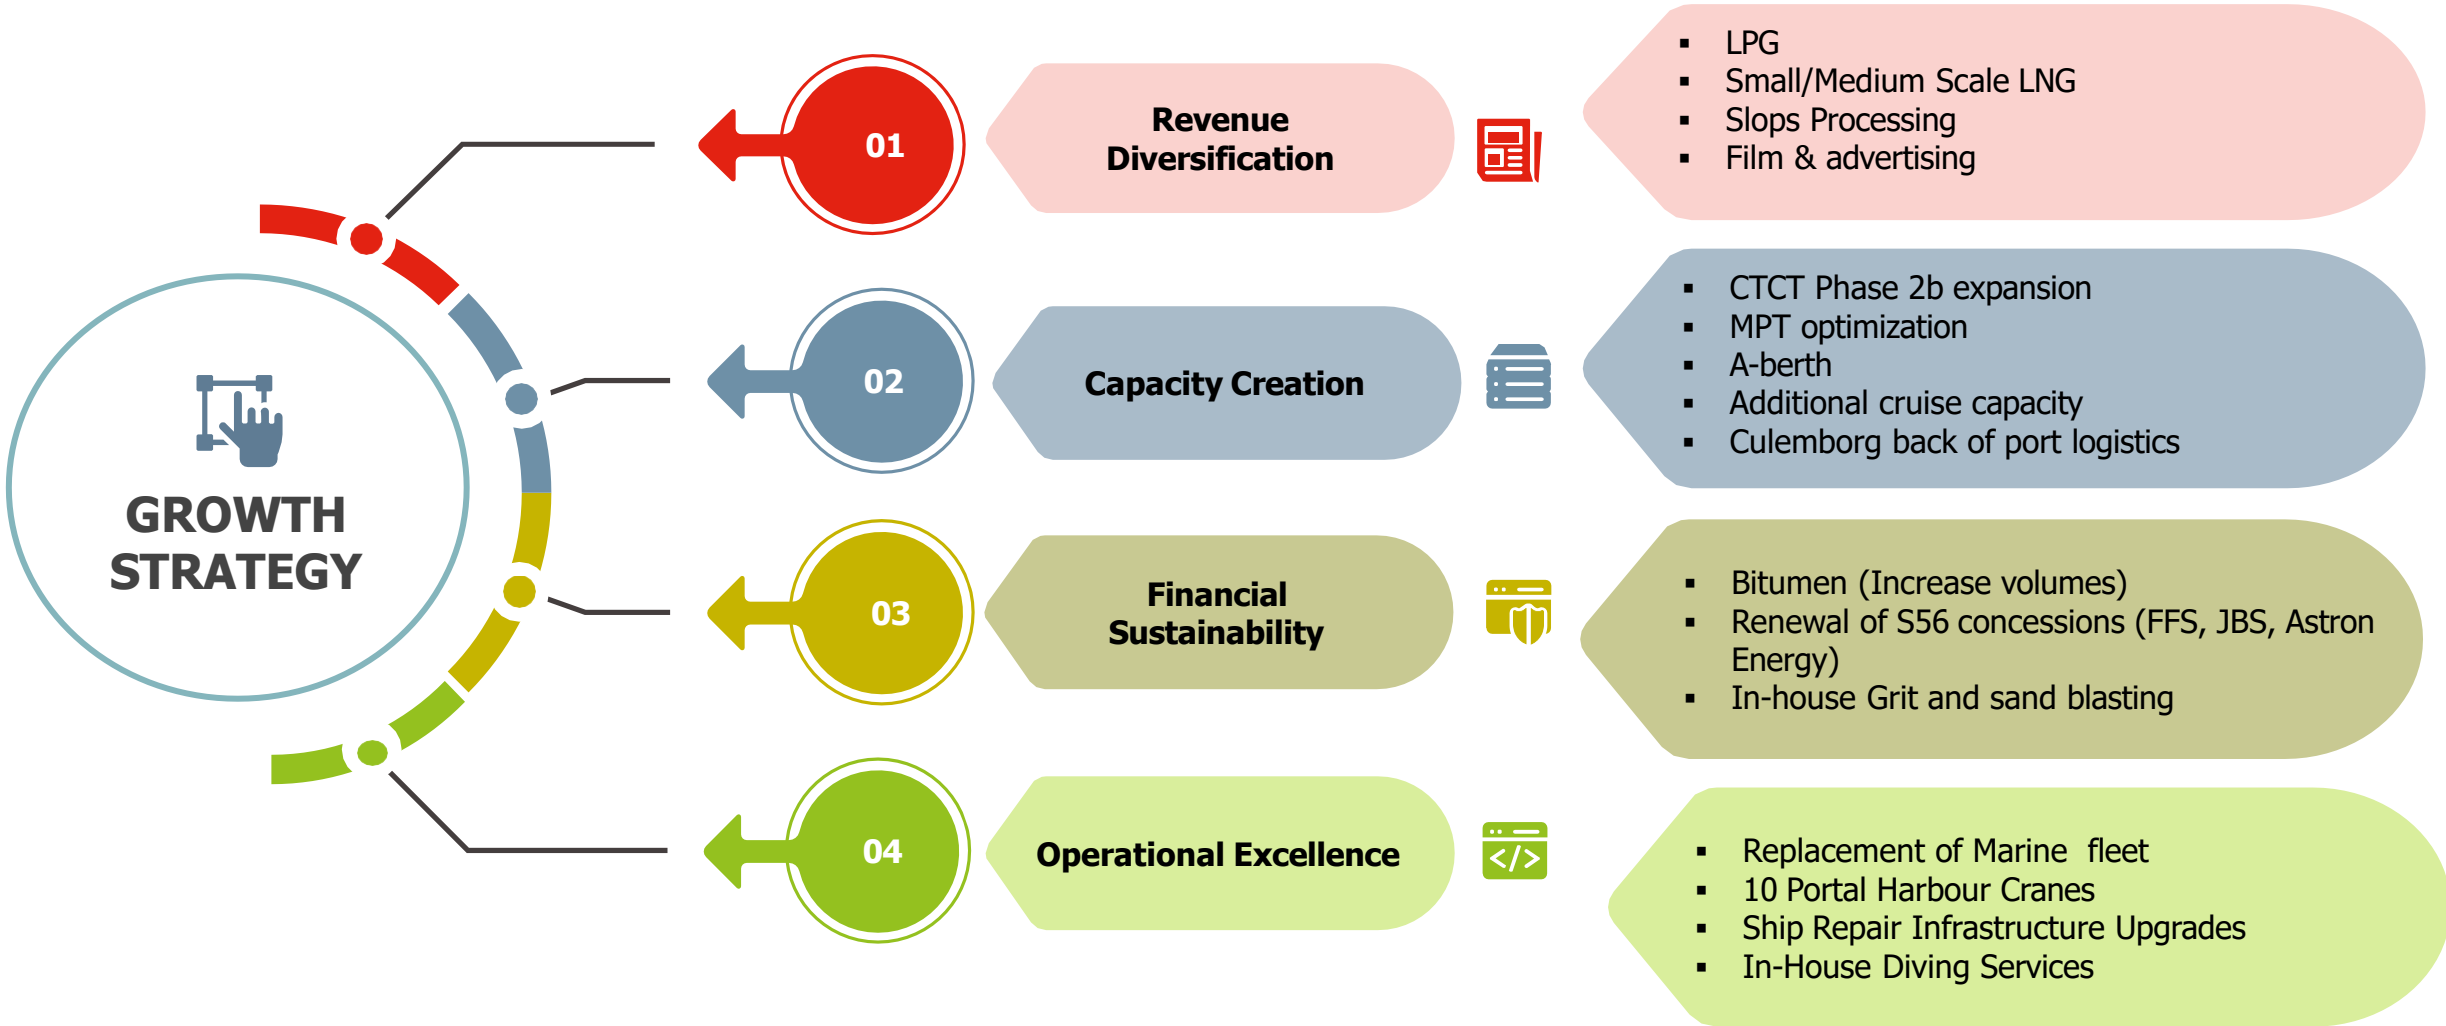 GROWTH
STRATEGY
01
Revenue
Diversification
▪ LPG
▪ Small/Medium Scale LNG
▪ Slops Processing
▪ Film & advertising
02
Capacity Creation
▪ CTCT Phase 2b expansion
▪ MPT optimization
▪ A-berth
▪ Additional cruise capacity
▪ Culemborg back of port logistics
03
Financial
Sustainability
▪ Bitumen (Increase volumes)
▪ Renewal of S56 concessions (FFS, JBS, Astron
Energy)
▪ In-house Grit and sand blasting
04
Operational Excellence
</>
▪ Replacement of Marine  fleet
▪ 10 Portal Harbour Cranes
▪ Ship Repair Infrastructure Upgrades
▪ In-House Diving Services